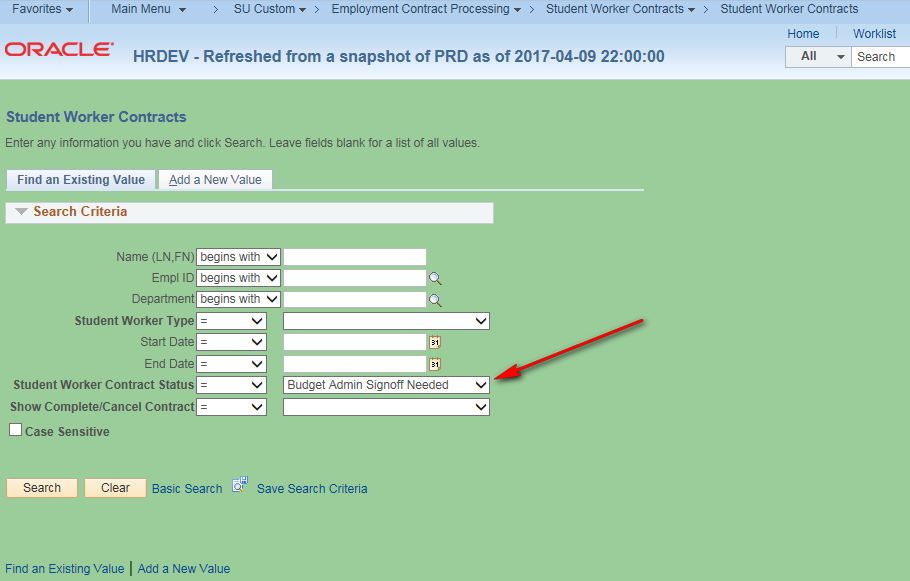 Favorites Main Menu > SU Custom > Employment Contract Processing > Student Worker Contracts > Student Worker Contracts
Home Worklist
ORACLE
HRDEV - Refreshed from a snapshot of PRD as of 2017-04-09 22:00:00
All Search
Student Worker Contracts
Enter any information you have and click Search. Leave fields blank for a list of all values.
Find an Existing Value Add a New Value
Search Criteria
Name (LN,FN) begins with
Empl ID begins with
Department begins with
Student Worker Type =
Start Date = 31
End Date = 31
Student Worker Contract Status = Budget Admin Signoff Needed
Show Complete/Cancel Contract =
Case Sensitive
Search Clear Basic Search Save Search Criteria
Find an Existing Value | Add a New Value